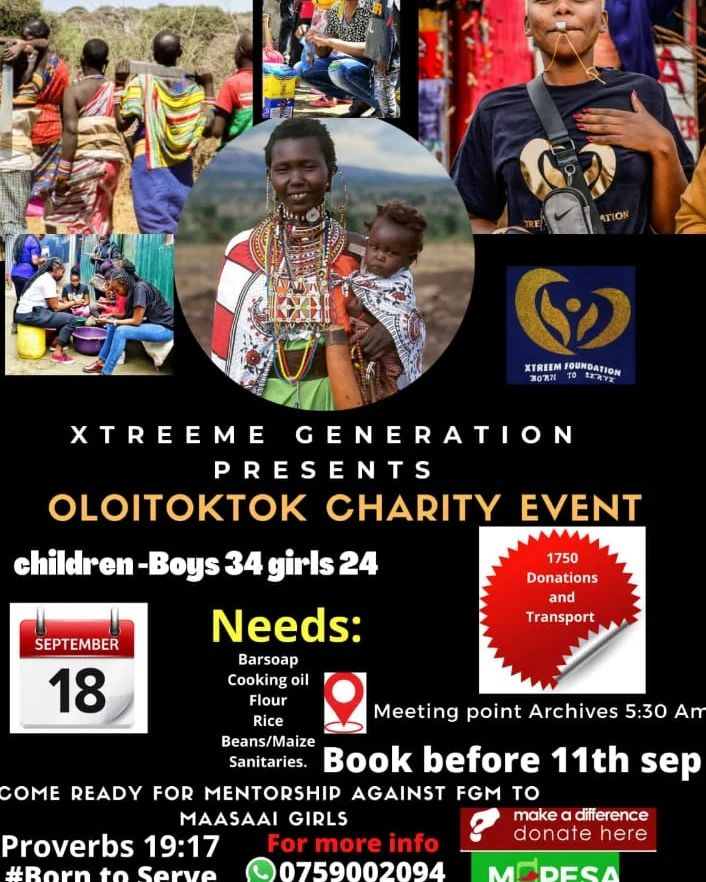 XTREEM FOUNDATION
BORN TO SERVE
XTREEME GENERATION
PRESENTS
OLOITOKTOK CHARITY EVENT
children -Boys 34 girls 24
1750
Donations
and
Transport
SEPTEMBER
18
Needs:
Barsoap
Cooking oil
Flour
Rice
Beans/Maize
Sanitaries.
Meeting point Archives 5:30 Am
Book before 11th sep
COME READY FOR MENTORSHIP AGAINST FGM TO
MAASAAI GIRLS
make a difference
donate here
Proverbs 19:17
#Born to Serve
For more info
0759002094
M-PESA